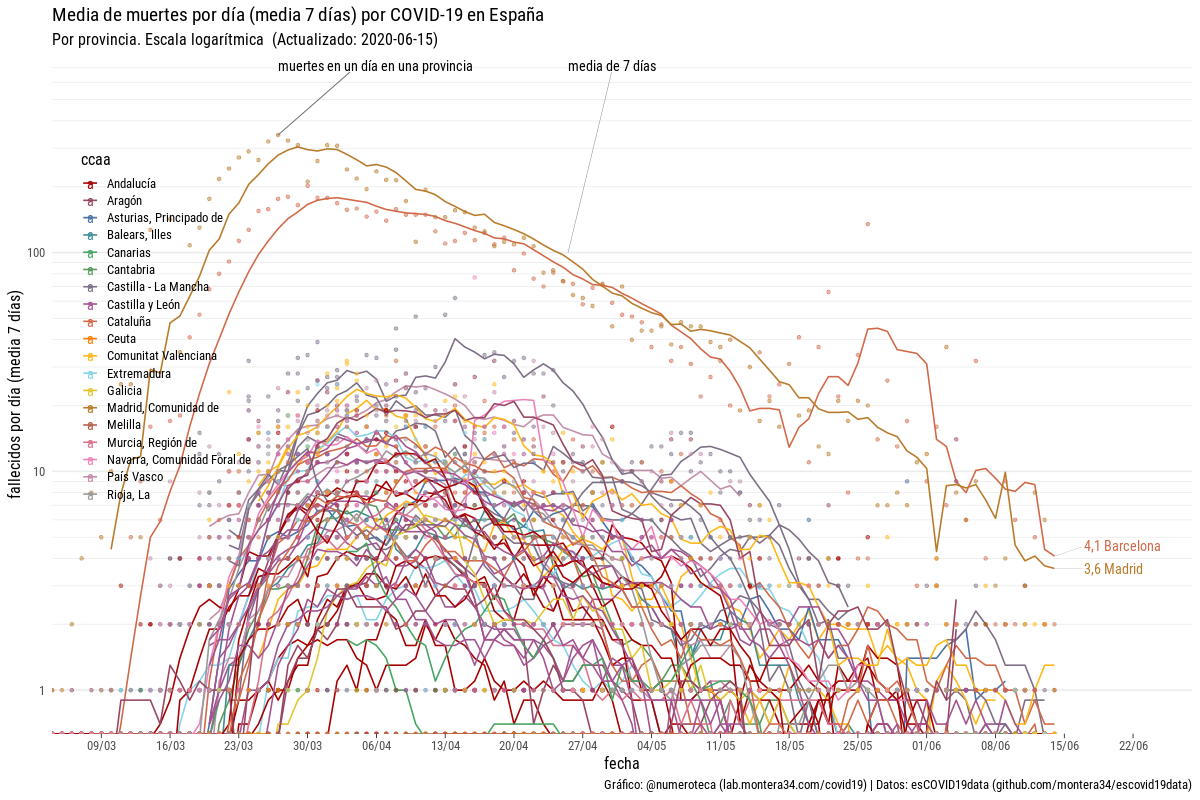 Media de muertes por día (media 7 días) por COVID-19 en España
Por provincia. Escala logarítmica  (Actualizado: 2020-06-15)
muertes en un día en una provincia
media de 7 días
ccaa
Andalucía
Aragón
Asturias, Principado de
Balears, Illes
Canarias
Cantabria
Castilla - La Mancha
Castilla y León
Cataluña
Ceuta
Comunitat Valenciana
Extremadura
Galicia
Madrid, Comunidad de
Melilla
Murcia, Región de
Navarra, Comunidad Foral de
País Vasco
Rioja, La
fallecidos por día (media  7 días)
100
10
1
4,1 Barcelona
3,6 Madrid
09/03
16/03
23/03
30/03
06/04
13/04
20/04
27/04
04/05
11/05
18/05
25/05
01/06
08/06
15/06
22/06
fecha
Gráfico: @numeroteca (lab.montera34.com/covid19) | Datos: esCOVID19data (github.com/montera34/escovid19data)